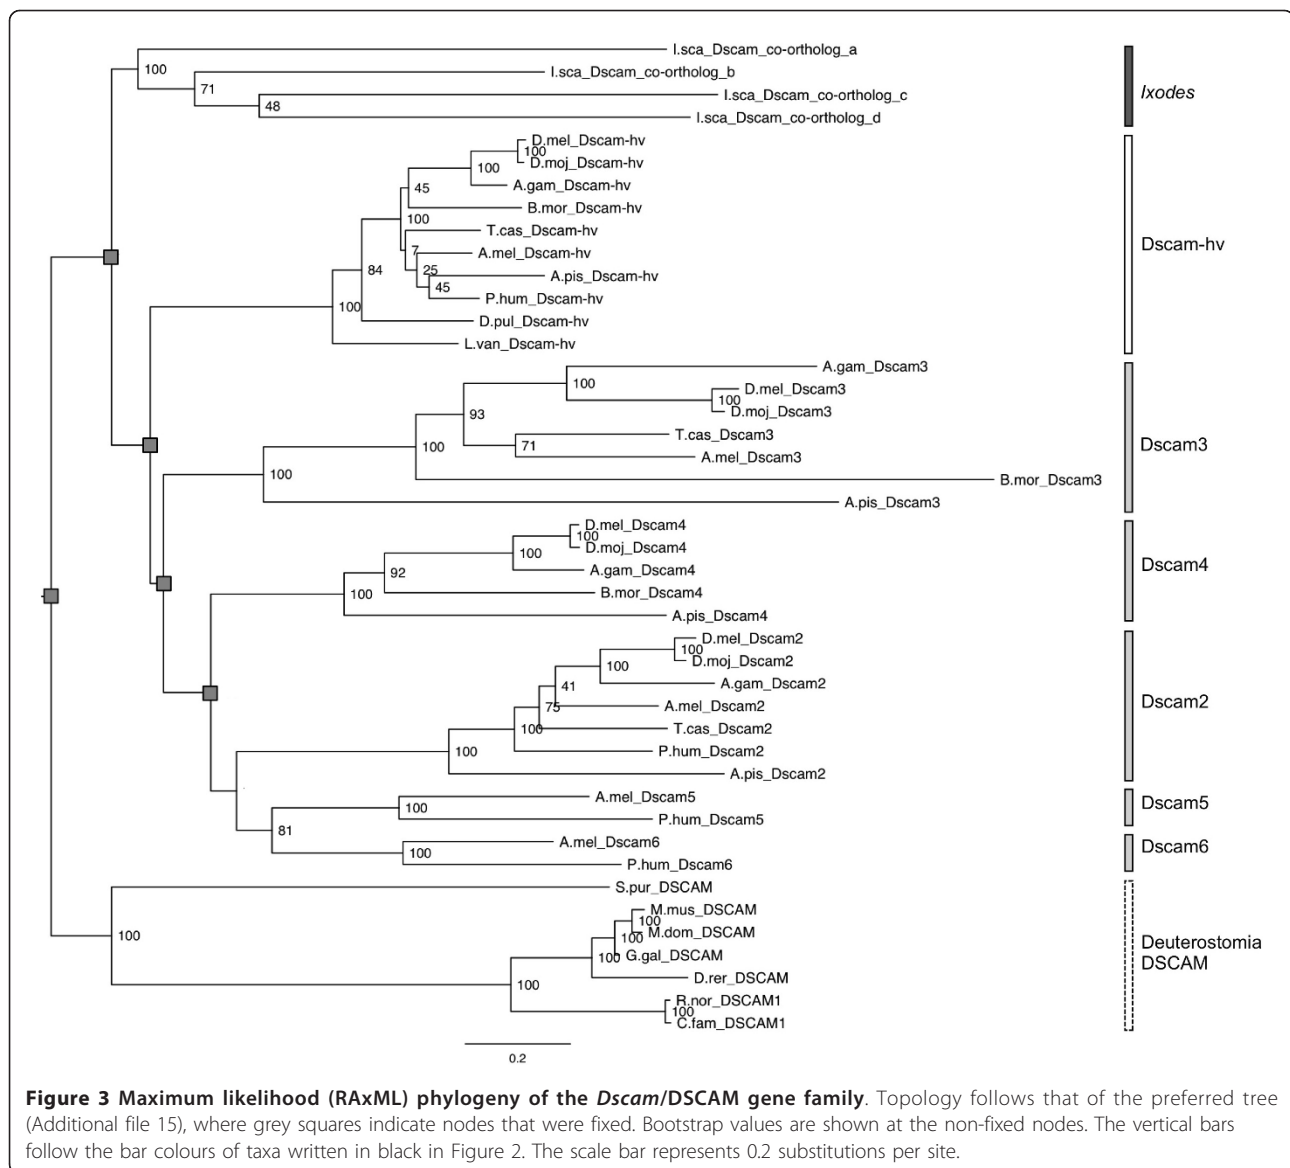 I.sca_Dscam_co-ortholog_a
100
I.sca_Dscam_co-ortholog_b
71
I.sca_Dscam_co-ortholog_c
48
I.sca_Dscam_co-ortholog_d
Ixodes
D.mel_Dscam-hv
100
D.moj_Dscam-hv
100
A.gam_Dscam-hv
45
B.mor_Dscam-hv
100
T.cas_Dscam-hv
7
A.mel_Dscam-hv
25
A.pis_Dscam-hv
45
P.hum_Dscam-hv
84
D.pul_Dscam-hv
100
L.van_Dscam-hv
Dscam-hv
A.gam_Dscam3
100
D.mel_Dscam3
100
D.moj_Dscam3
93
T.cas_Dscam3
71
A.mel_Dscam3
100
B.mor_Dscam3
100
A.pis_Dscam3
Dscam3
D.mel_Dscam4
100
D.moj_Dscam4
100
A.gam_Dscam4
92
B.mor_Dscam4
100
A.pis_Dscam4
Dscam4
D.mel_Dscam2
100
D.moj_Dscam2
100
A.gam_Dscam2
41
A.mel_Dscam2
75
T.cas_Dscam2
100
P.hum_Dscam2
100
A.pis_Dscam2
Dscam2
A.mel_Dscam5
100
P.hum_Dscam5
Dscam5
81
A.mel_Dscam6
100
P.hum_Dscam6
Dscam6
S.pur_DSCAM
100
M.mus_DSCAM
100
M.dom_DSCAM
100
G.gal_DSCAM
100
D.rer_DSCAM
100
R.nor_DSCAM1
100
C.fam_DSCAM1
Deuterostomia
DSCAM
0.2
Figure 3 Maximum likelihood (RAxML) phylogeny of the Dscam/DSCAM gene family. Topology follows that of the preferred tree
(Additional file 15), where grey squares indicate nodes that were fixed. Bootstrap values are shown at the non-fixed nodes. The vertical bars
follow the bar colours of taxa written in black in Figure 2. The scale bar represents 0.2 substitutions per site.